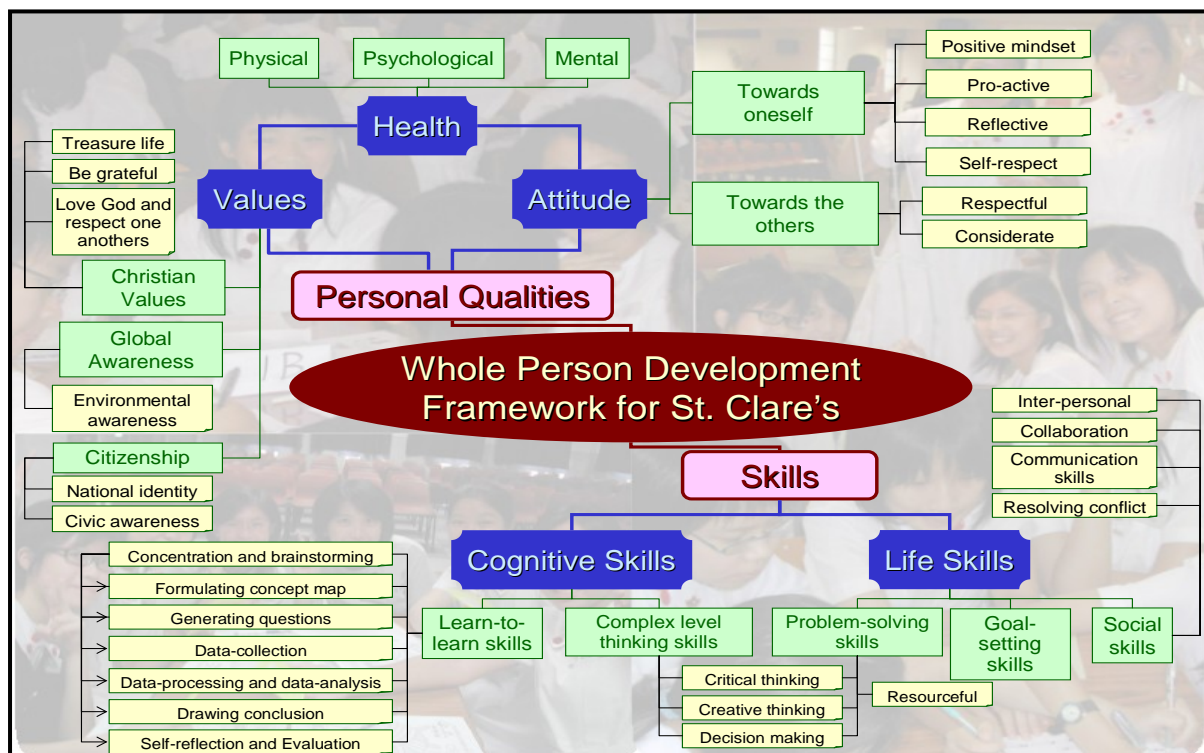 Physical
Psychological
Mental
Health
Values
Attitude
Treasure life
Be grateful
Love God and
respect one
anothers
Christian
Values
Global
Awareness
Environmental
awareness
Citizenship
National identity
Civic awareness
Towards
oneself
Positive mindset
Pro-active
Reflective
Self-respect
Towards the
others
Respectful
Considerate
Personal Qualities
Whole Person Development
Framework for St. Clare's
Skills
Cognitive Skills
Life Skills
Inter-personal
Collaboration
Communication
skills
Resolving conflict
Concentration and brainstorming
Formulating concept map
Generating questions
Data-collection
Data-processing and data-analysis
Drawing conclusion
Self-reflection and Evaluation
Learn-to-
learn skills
Complex level
thinking skills
Problem-solving
skills
Goal-
setting
skills
Social
skills
Critical thinking
Creative thinking
Decision making
Resourceful